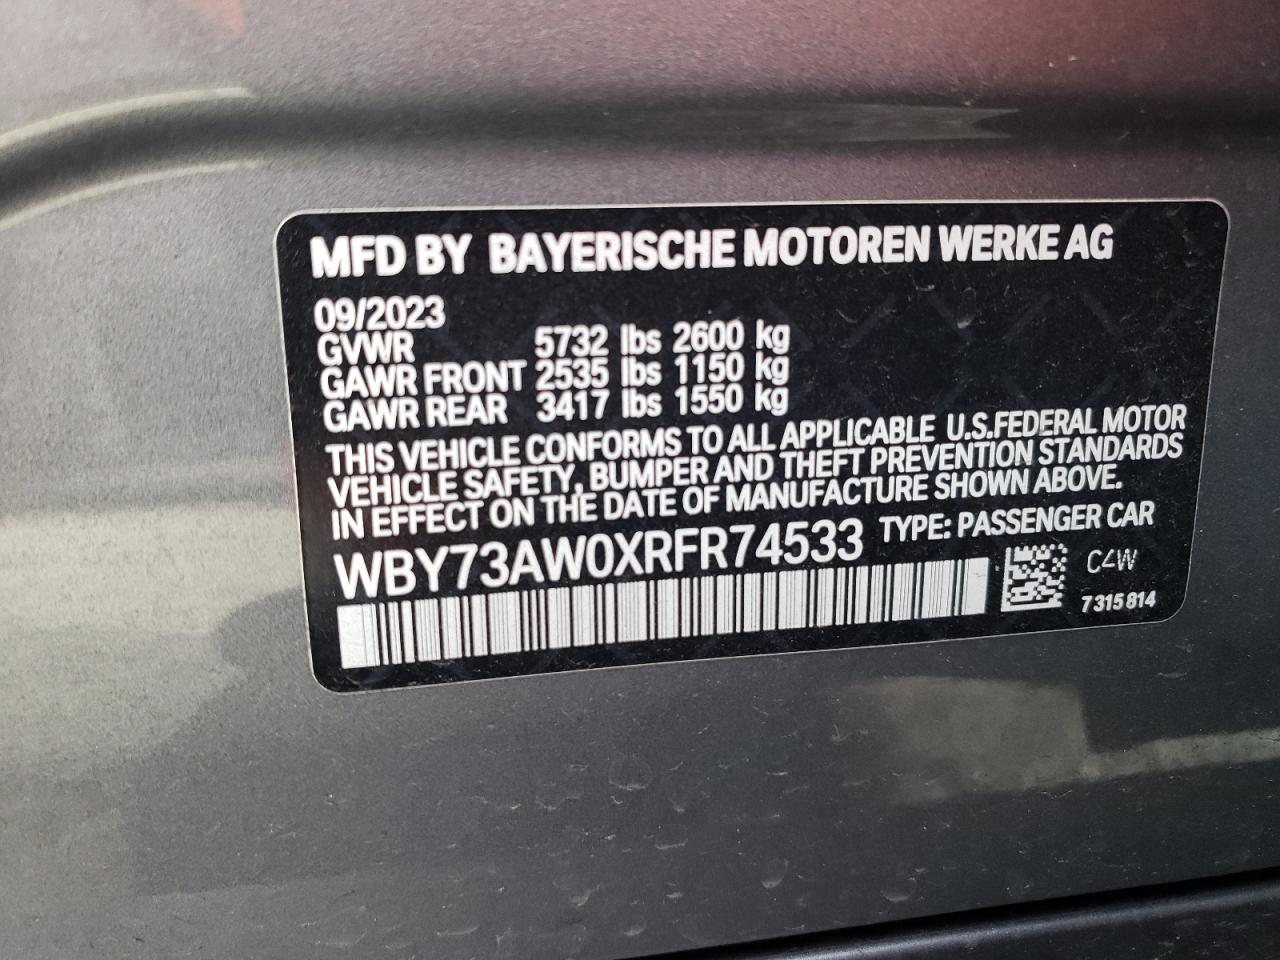 MFD BY BAYERISCHE MOTOREN WERKE AG
09/2023
GVWR 5732 lbs 2600 kg
GAWR FRONT 2535 lbs 1150 kg
GAWR REAR 3417 lbs 1550 kg
THIS VEHICLE CONFORMS TO ALL APPLICABLE U.S.FEDERAL MOTOR
VEHICLE SAFETY, BUMPER AND THEFT PREVENTION STANDARDS
IN EFFECT ON THE DATE OF MANUFACTURE SHOWN ABOVE.
WBY73AW0XRFR74533 TYPE: PASSENGER CAR
C4W
7315814